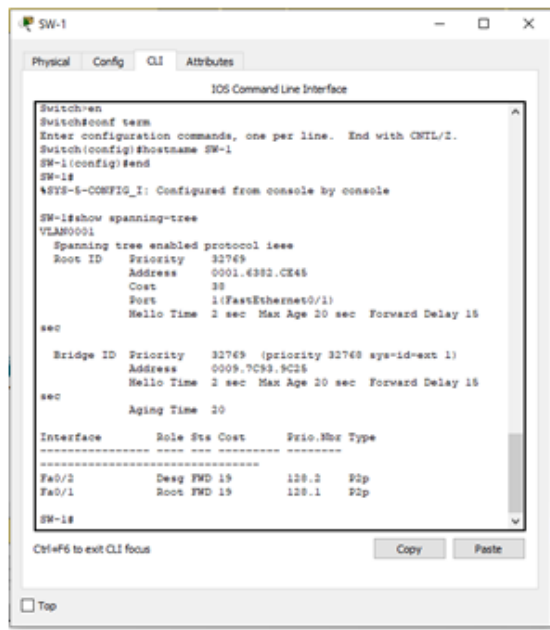 SW-1
Physical Config CLI Attributes
IOS Command Line Interface
Switch>en
Switch#conf term
Enter configuration commands, one per line. End with CNTL/Z.
Switch(config)#hostname SW-1
SW-1(config)#end
SW-1#
%SYS-5-CONFIG_I: Configured from console by console
SW-1#show spanning-tree
VLAN0001
Spanning tree enabled protocol ieee
Root ID Priority 32769
Address 0001.6382.CE45
Cost 38
Port 1(FastEthernet0/1)
Hello Time 2 sec Max Age 20 sec Forward Delay 15
sec
Bridge ID Priority 32769 (priority 32768 sys-id-ext 1)
Address 0009.7C93.9C25
Hello Time 2 sec Max Age 20 sec Forward Delay 15
sec
Aging Time 20
Interface Role Sts Cost Prio.Nbr Type
---------------- ---- --- --------- --------
--------------------------------
Fa0/2 Desg FWD 19 128.2 P2p
Fa0/1 Root FWD 19 128.1 P2p
SW-1#
Ctrl+F6 to exit CLI focus
Copy Paste
Top